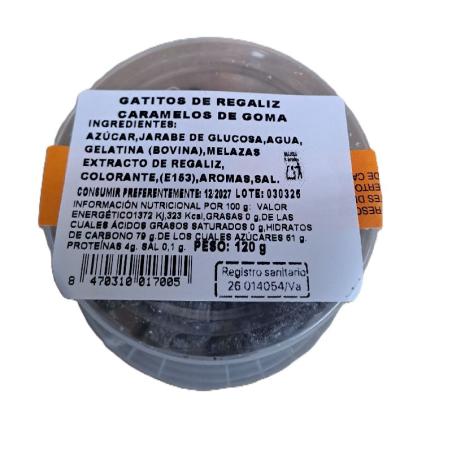 GATITOS DE REGALIZ
CARAMELOS DE GOMA
INGREDIENTES:
AZÚCAR,JARABE DE GLUCOSA,AGUA,
GELATINA (BOVINA),MELAZAS
EXTRACTO DE REGALIZ,
COLORANTE,(E153),AROMAS,SAL.
CONSUMIR PREFERENTEMENTE: 12/2027 LOTE: 030326
INFORMACIÓN NUTRICIONAL POR 100 g: VALOR
ENERGÉTICO1372 Kj,323 Kcal,GRASAS 0 g,DE LAS
CUALES ÁCIDOS GRASOS SATURADOS 0 g,HIDRATOS
DE CARBONO 79 g.DE LOS CUALES AZÚCARES 61 g.
PROTEÍNAS 4g. SAL 0,1 g. PESO: 120 g
8 470310 017005
Registro sanitario
26.014054/Va